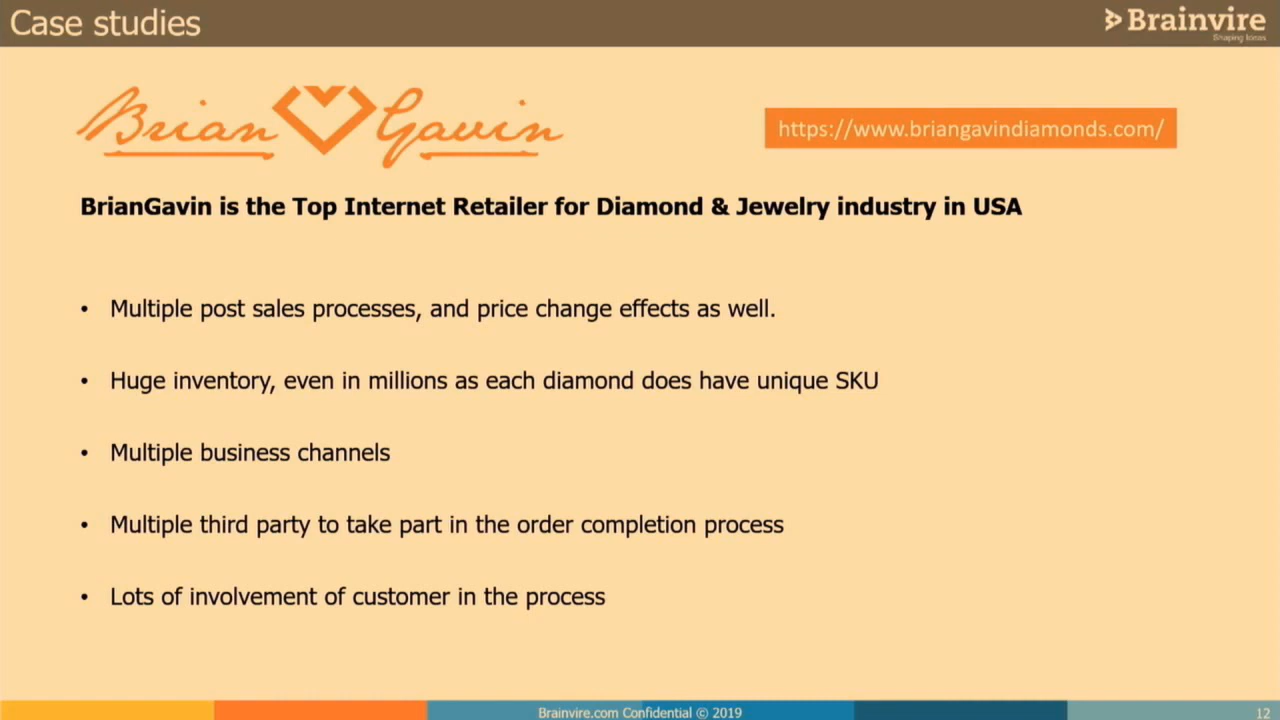 Case studies
Brainvire
Shaping Ideas
Brian Gavin
https://www.briangavindiamonds.com/
BrianGavin is the Top Internet Retailer for Diamond & Jewelry industry in USA
• Multiple post sales processes, and price change effects as well.
• Huge inventory, even in millions as each diamond does have unique SKU
• Multiple business channels
• Multiple third party to take part in the order completion process
• Lots of involvement of customer in the process
Brainvire.com Confidential © 2019
12